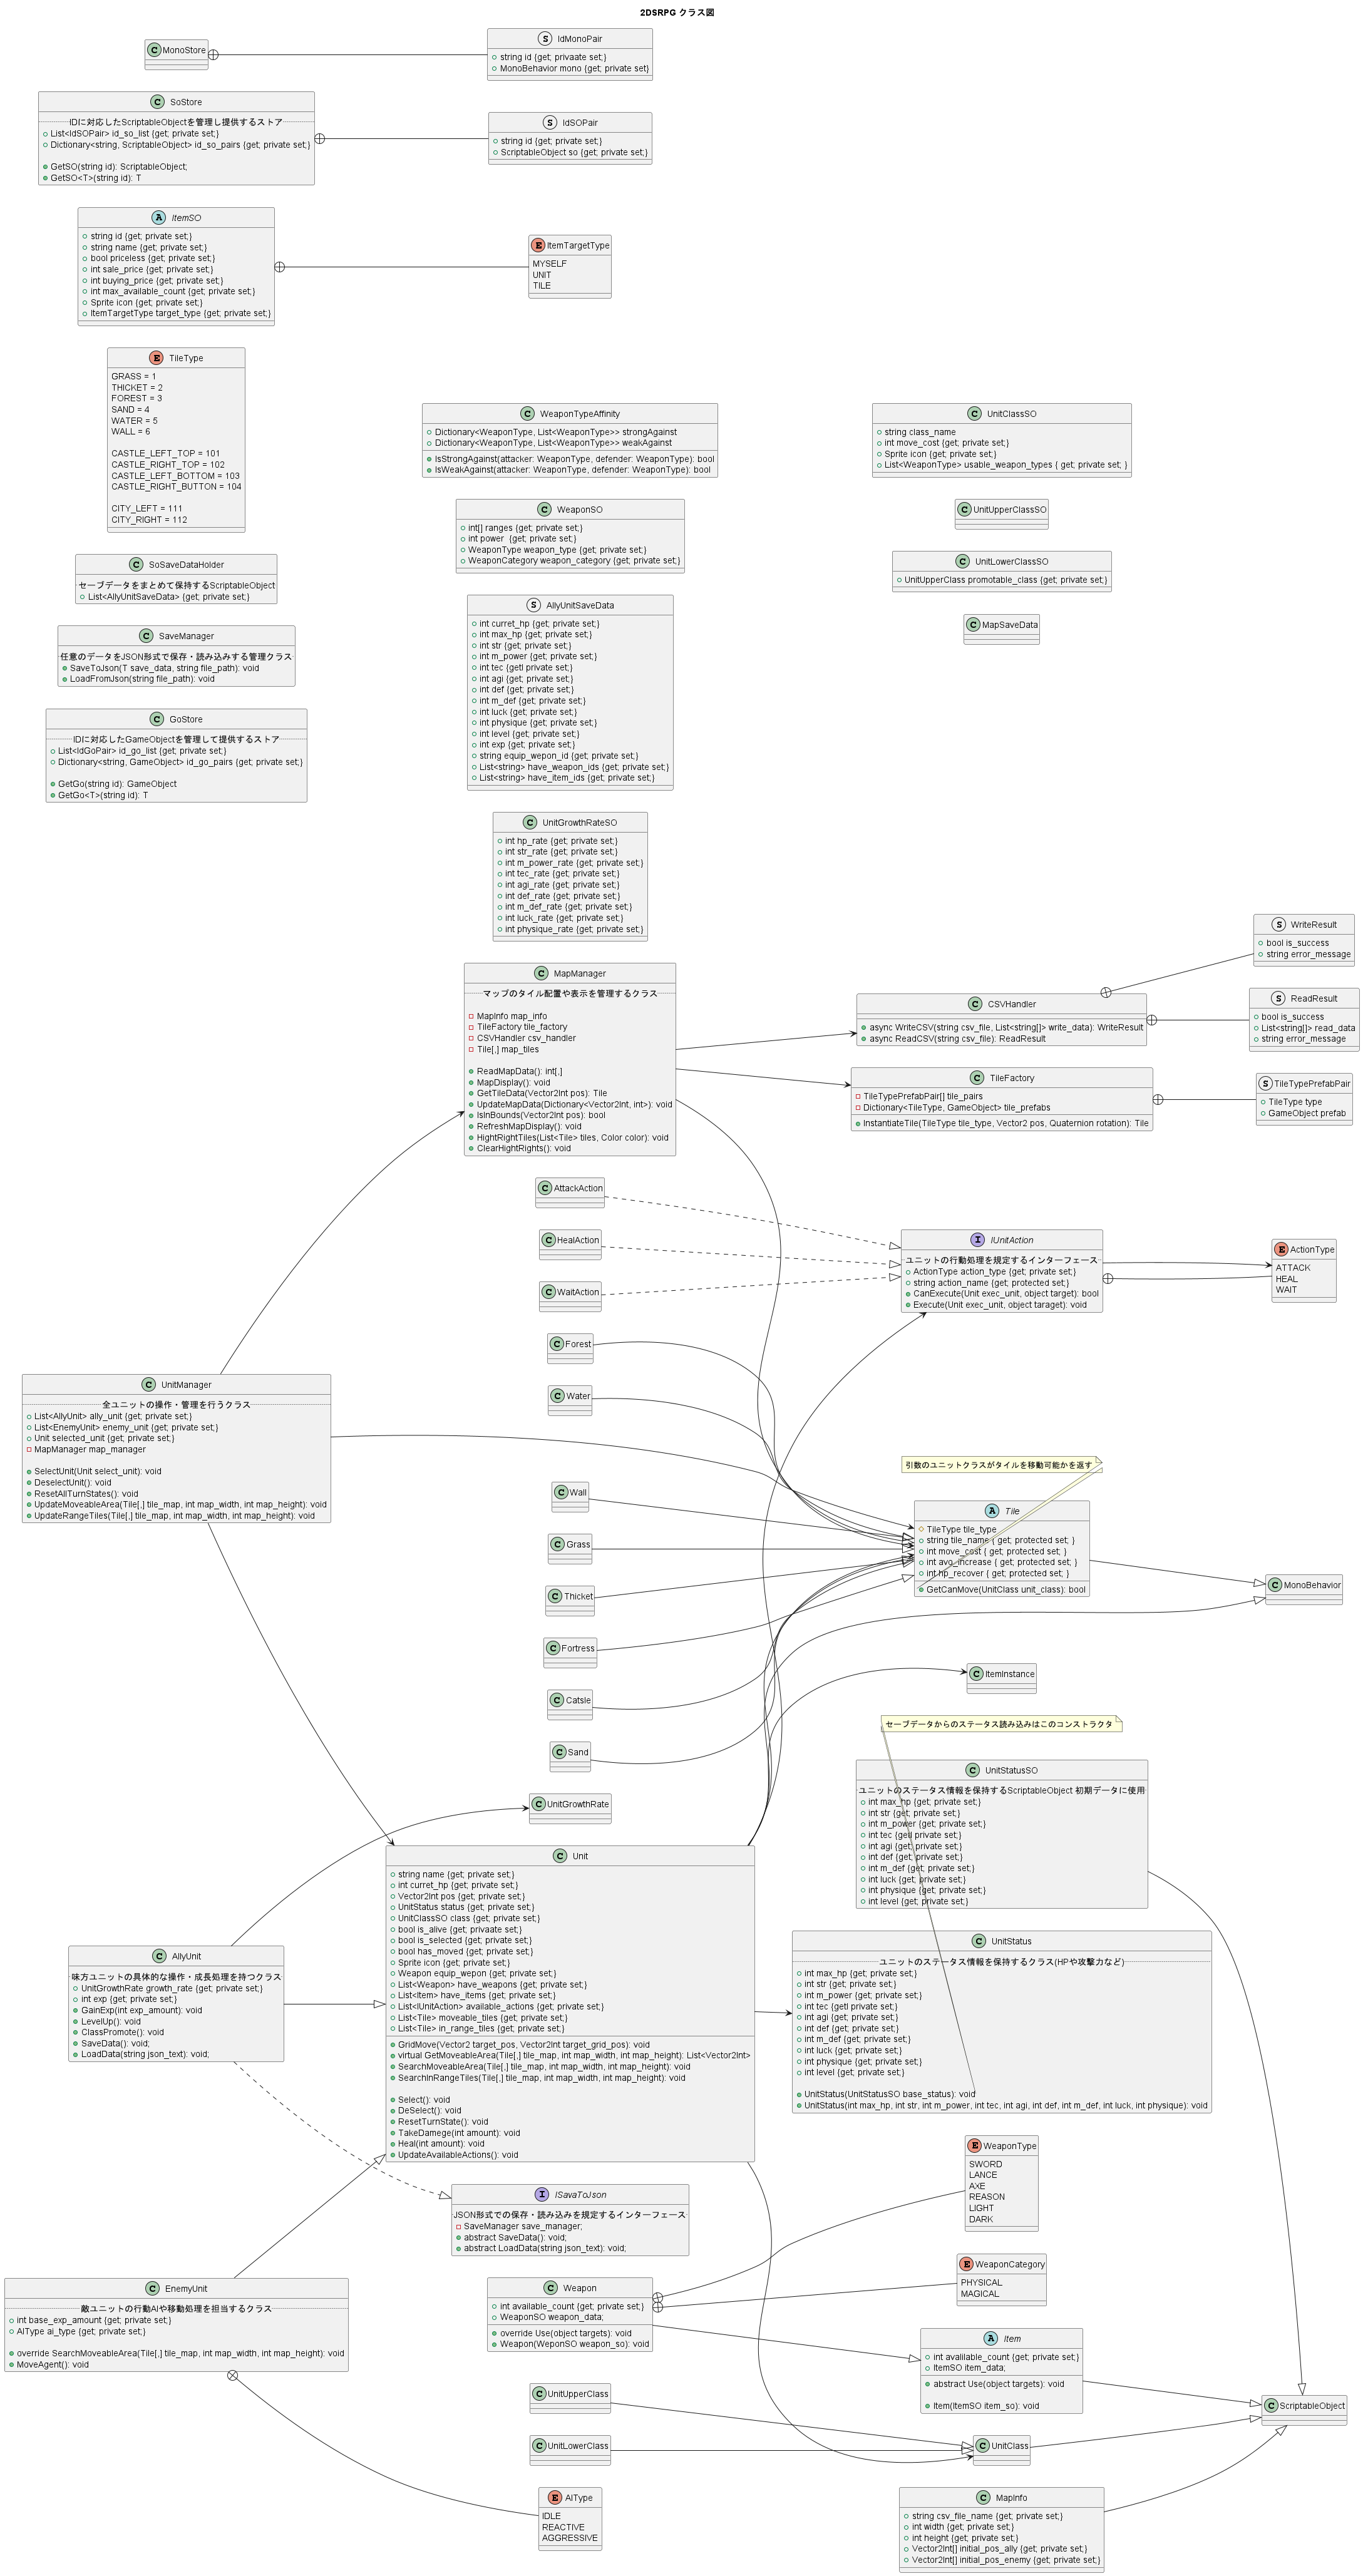 2DSRPG クラス図
MonoStore
IdMonoPair
string id {get; privaate set;}
MonoBehavior mono {get; private set}
SoStore
IDに対応したScriptableObjectを管理し提供するストア
List<IdSOPair> id_so_list {get; private set;}
Dictionary<string, ScriptableObject> id_so_pairs {get; private set;}
GetSO(string id): ScriptableObject;
GetSO<T>(string id): T
IdSOPair
string id {get; private set;}
ScriptableObject so {get; private set;}
ItemSO
string id {get; private set;}
string name {get; private set;}
bool priceless {get; private set;}
int sale_price {get; private set;}
int buying_price {get; private set;}
int max_available_count {get; private set;}
Sprite icon {get; private set;}
ItemTargetType target_type {get; private set;}
ItemTargetType
MYSELF
UNIT
TILE
TileType
GRASS = 1
THICKET = 2
FOREST = 3
SAND = 4
WATER = 5
WALL = 6
CASTLE_LEFT_TOP = 101
CASTLE_RIGHT_TOP = 102
CASTLE_LEFT_BOTTOM = 103
CASTLE_RIGHT_BUTTON = 104
CITY_LEFT = 111
CITY_RIGHT = 112
WeaponTypeAffinity
Dictionary<WeaponType, List<WeaponType>> strongAgainst
Dictionary<WeaponType, List<WeaponType>> weakAgainst
IsStrongAgainst(attacker: WeaponType, defender: WeaponType): bool
IsWeakAgainst(attacker: WeaponType, defender: WeaponType): bool
UnitClassSO
string class_name
int move_cost {get; private set;}
Sprite icon {get; private set;}
List<WeaponType> usable_weapon_types { get; private set; }
WeaponSO
int[] ranges {get; private set;}
int power {get; private set;}
WeaponType weapon_type {get; private set;}
WeaponCategory weapon_category {get; private set;}
UnitUpperClassSO
SoSaveDataHolder
セーブデータをまとめて保持するScriptableObject
List<AllyUnitSaveData> {get; private set;}
UnitLowerClassSO
UnitUpperClass promotable_class {get; private set;}
SaveManager
任意のデータをJSON形式で保存・読み込みする管理クラス
SaveToJson(T save_data, string file_path): void
LoadFromJson(string file_path): void
AllyUnitSaveData
int curret_hp {get; private set;}
int max_hp {get; private set;}
int str {get; private set;}
int m_power {get; private set;}
int tec {getl private set;}
int agi {get; private set;}
int def {get; private set;}
int m_def {get; private set;}
int luck {get; private set;}
int physique {get; private set;}
int level {get; private set;}
int exp {get; private set;}
string equip_wepon_id {get; private set;}
List<string> have_weapon_ids {get; private set;}
List<string> have_item_ids {get; private set;}
MapSaveData
GoStore
IDに対応したGameObjectを管理して提供するストア
List<IdGoPair> id_go_list {get; private set;}
Dictionary<string, GameObject> id_go_pairs {get; private set;}
GetGo(string id): GameObject
GetGo<T>(string id): T
UnitGrowthRateSO
int hp_rate {get; private set;}
int str_rate {get; private set;}
int m_power_rate {get; private set;}
int tec_rate {get; private set;}
int agi_rate {get; private set;}
int def_rate {get; private set;}
int m_def_rate {get; private set;}
int luck_rate {get; private set;}
int physique_rate {get; private set;}
MapManager
マップのタイル配置や表示を管理するクラス
MapInfo map_info
TileFactory tile_factory
CSVHandler csv_handler
Tile[,] map_tiles
ReadMapData(): int[,]
MapDisplay(): void
GetTileData(Vector2Int pos): Tile
UpdateMapData(Dictionary<Vector2Int, int>): void
IsInBounds(Vector2Int pos): bool
RefreshMapDisplay(): void
HightRightTiles(List<Tile> tiles, Color color): void
ClearHightRights(): void
CSVHandler
async WriteCSV(string csv_file, List<string[]> write_data): WriteResult
async ReadCSV(string csv_file): ReadResult
WriteResult
bool is_success
string error_message
ReadResult
bool is_success
List<string[]> read_data
string error_message
TileFactory
TileTypePrefabPair[] tile_pairs
Dictionary<TileType, GameObject> tile_prefabs
InstantiateTile(TileType tile_type, Vector2 pos, Quaternion rotation): Tile
TileTypePrefabPair
TileType type
GameObject prefab
AttackAction
HealAction
WaitAction
IUnitAction
ユニットの行動処理を規定するインターフェース
ActionType action_type {get; private set;}
string action_name {get; protected set;}
CanExecute(Unit exec_unit, object target): bool
Execute(Unit exec_unit, object taraget): void
ActionType
ATTACK
HEAL
WAIT
Forest
Water
Wall
Grass
Thicket
Fortress
Catsle
Sand
UnitManager
全ユニットの操作・管理を行うクラス
List<AllyUnit> ally_unit {get; private set;}
List<EnemyUnit> enemy_unit {get; private set;}
Unit selected_unit {get; private set;}
MapManager map_manager
SelectUnit(Unit select_unit): void
DeselectUnit(): void
ResetAllTurnStates(): void
UpdateMoveableArea(Tile[,] tile_map, int map_width, int map_height): void
UpdateRangeTiles(Tile[,] tile_map, int map_width, int map_height): void
引数のユニットクラスがタイルを移動可能かを返す
Tile
TileType tile_type
string tile_name { get; protected set; }
int move_cost { get; protected set; }
int avo_increase { get; protected set; }
int hp_recover { get; protected set; }
GetCanMove(UnitClass unit_class): bool
MonoBehavior
ItemInstance
セーブデータからのステータス読み込みはこのコンストラクタ
UnitStatusSO
ユニットのステータス情報を保持するScriptableObject 初期データに使用
int max_hp {get; private set;}
int str {get; private set;}
int m_power {get; private set;}
int tec {getl private set;}
int agi {get; private set;}
int def {get; private set;}
int m_def {get; private set;}
int luck {get; private set;}
int physique {get; private set;}
int level {get; private set;}
UnitGrowthRate
Unit
string name {get; private set;}
int curret_hp {get; private set;}
Vector2Int pos {get; private set;}
UnitStatus status {get; private set;}
UnitClassSO class {get; private set;}
bool is_alive {get; privaate set;}
bool is_selected {get; private set;}
bool has_moved {get; private set;}
Sprite icon {get; private set;}
Weapon equip_wepon {get; private set;}
List<Weapon> have_weapons {get; private set;}
List<Item> have_items {get; private set;}
List<IUnitAction> available_actions {get; private set;}
List<Tile> moveable_tiles {get; private set;}
List<Tile> in_range_tiles {get; private set;}
GridMove(Vector2 target_pos, Vector2Int target_grid_pos): void
virtual GetMoveableArea(Tile[,] tile_map, int map_width, int map_height): List<Vector2Int>
SearchMoveableArea(Tile[,] tile_map, int map_width, int map_height): void
SearchInRangeTiles(Tile[,] tile_map, int map_width, int map_height): void
Select(): void
DeSelect(): void
ResetTurnState(): void
TakeDamege(int amount): void
Heal(int amount): void
UpdateAvailableActions(): void
UnitStatus
ユニットのステータス情報を保持するクラス(HPや攻撃力など)
int max_hp {get; private set;}
int str {get; private set;}
int m_power {get; private set;}
int tec {getl private set;}
int agi {get; private set;}
int def {get; private set;}
int m_def {get; private set;}
int luck {get; private set;}
int physique {get; private set;}
int level {get; private set;}
UnitStatus(UnitStatusSO base_status): void
UnitStatus(int max_hp, int str, int m_power, int tec, int agi, int def, int m_def, int luck, int physique): void
AllyUnit
味方ユニットの具体的な操作・成長処理を持つクラス
UnitGrowthRate growth_rate {get; private set;}
int exp {get; private set;}
GainExp(int exp_amount): void
LevelUp(): void
ClassPromote(): void
SaveData(): void;
LoadData(string json_text): void;
ISavaToJson
JSON形式での保存・読み込みを規定するインターフェース
SaveManager save_manager;
abstract SaveData(): void;
abstract LoadData(string json_text): void;
WeaponType
SWORD
LANCE
AXE
REASON
LIGHT
DARK
WeaponCategory
PHYSICAL
MAGICAL
EnemyUnit
敵ユニットの行動AIや移動処理を担当するクラス
int base_exp_amount {get; private set;}
AIType ai_type {get; private set;}
override SearchMoveableArea(Tile[,] tile_map, int map_width, int map_height): void
MoveAgent(): void
Weapon
int available_count {get; private set;}
WeaponSO weapon_data;
override Use(object targets): void
Weapon(WeponSO weapon_so): void
Item
int avalilable_count {get; private set;}
ItemSO item_data;
abstract Use(object targets): void
Item(ItemSO item_so): void
ScriptableObject
UnitUpperClass
UnitLowerClass
UnitClass
AIType
IDLE
REACTIVE
AGGRESSIVE
MapInfo
string csv_file_name {get; private set;}
int width {get; private set;}
int height {get; private set;}
Vector2Int[] initial_pos_ally {get; private set;}
Vector2Int[] initial_pos_enemy {get; private set;}